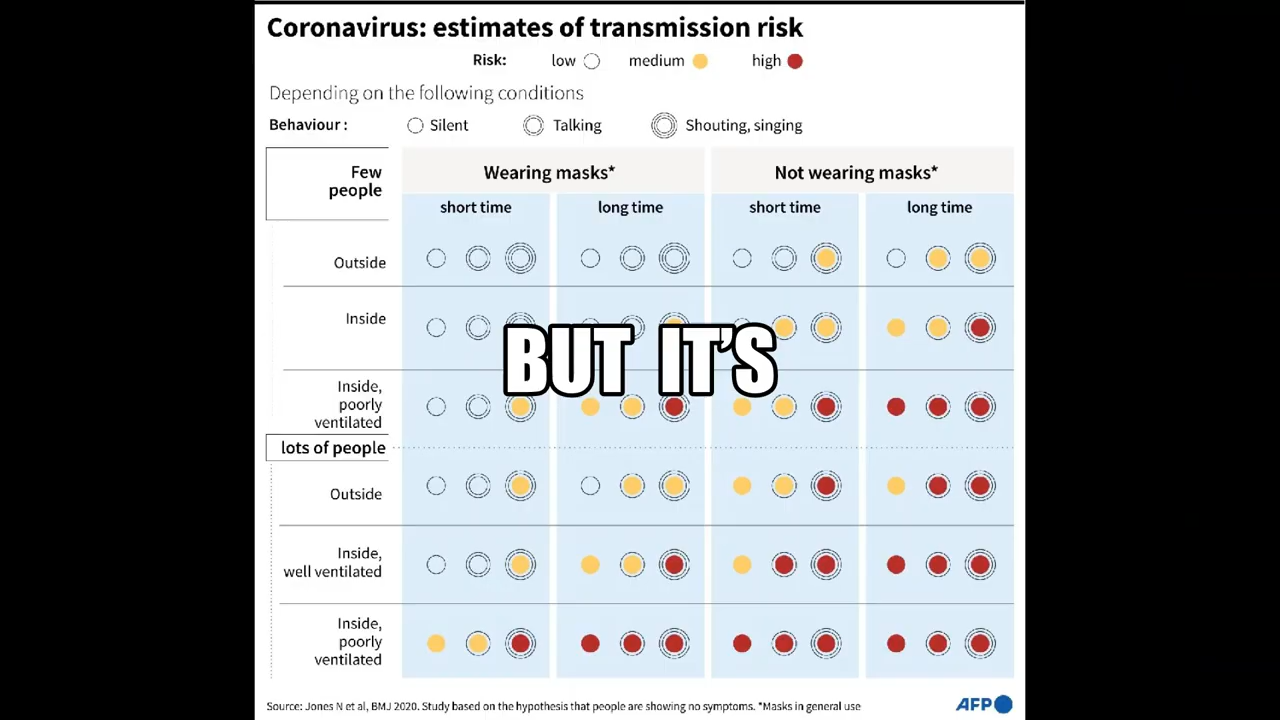 Coronavirus: estimates of transmission risk
Risk: low medium high
Depending on the following conditions
Behaviour : Silent Talking Shouting, singing
Few
people
Wearing masks*
Not wearing masks*
short time
long time
short time
long time
Outside
Inside
BUT IT'S
Inside,
poorly
ventilated
lots of people
Outside
Inside,
well ventilated
Inside,
poorly
ventilated
Source: Jones N et al, BMJ 2020. Study based on the hypothesis that people are showing no symptoms. *Masks in general use
AFP